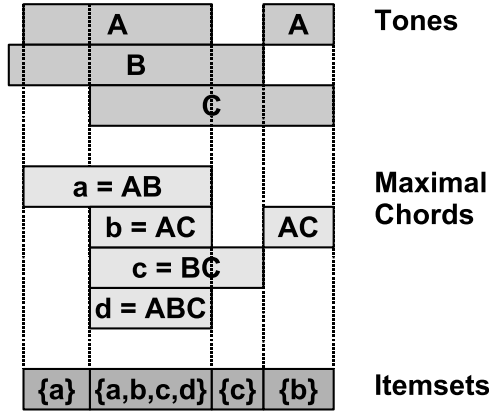 A A Tones
B
C
a = AB Maximal
Chords
b = AC AC
c = BC
d = ABC
{a} {a,b,c,d} {c} {b} Itemsets